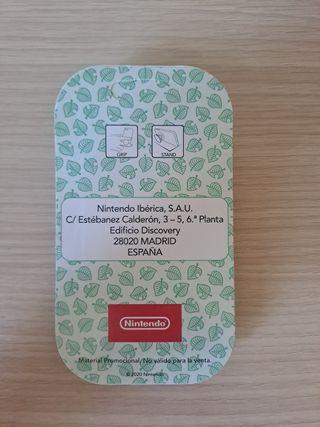 GRIP
STAND
Nintendo Ibérica, S.A.U.
C/ Estébanez Calderón, 3 – 5, 6.ª Planta
Edificio Discovery
28020 MADRID
ESPAÑA
Nintendo
Material Promocional, No válido para la venta.
©2020 Nintendo